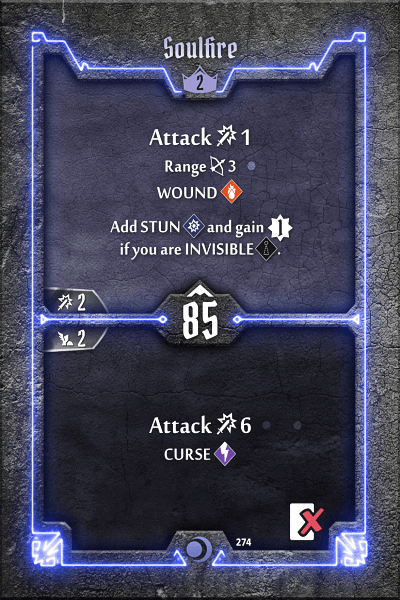 Soulfire
2
Attack 1
Range 3
WOUND
Add STUN and gain 1
if you are INVISIBLE.
2
85
2
Attack 6
CURSE
274